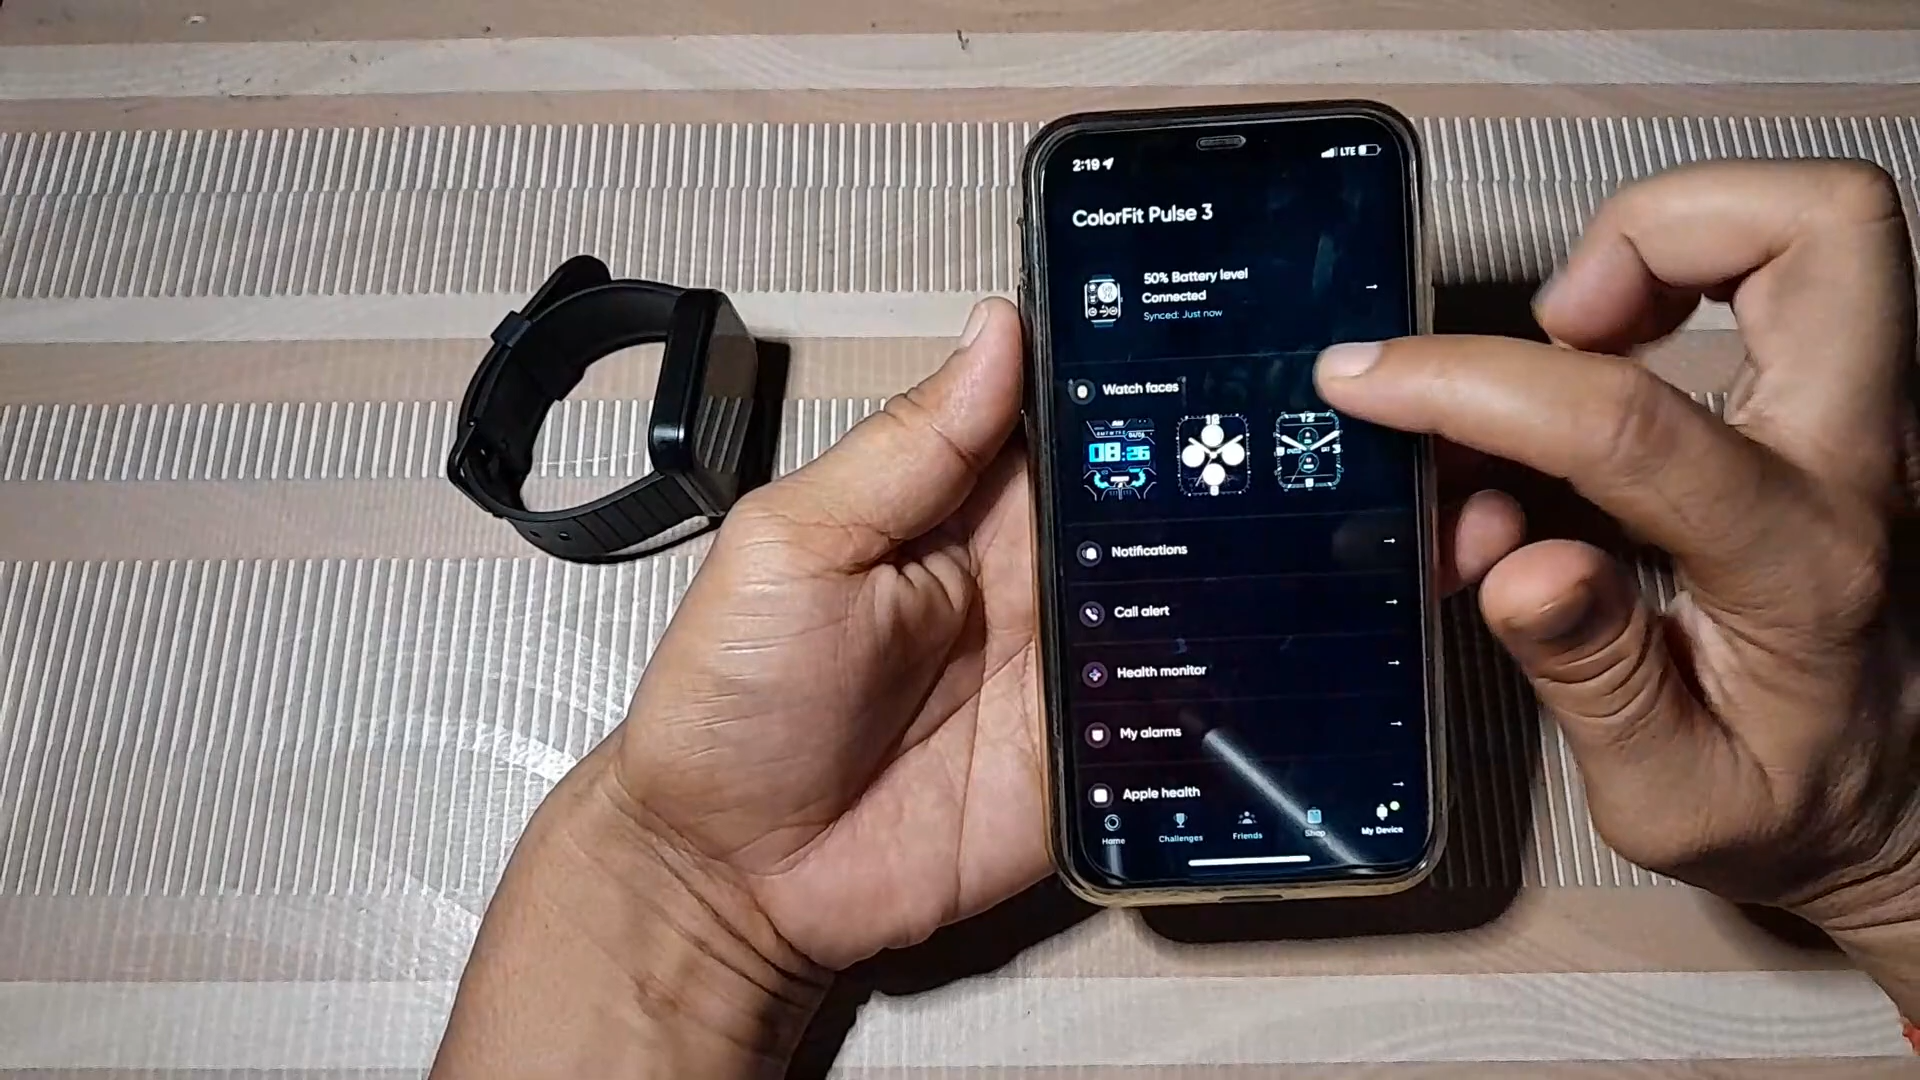 2:19
LTE
ColorFit Pulse 3
50% Battery level
Connected
Synced: Just now
Watch faces
08:26
12
12
Notifications
Call alert
Health monitor
My alarms
Apple health
Home
Challenges
Friends
Shop
My Device